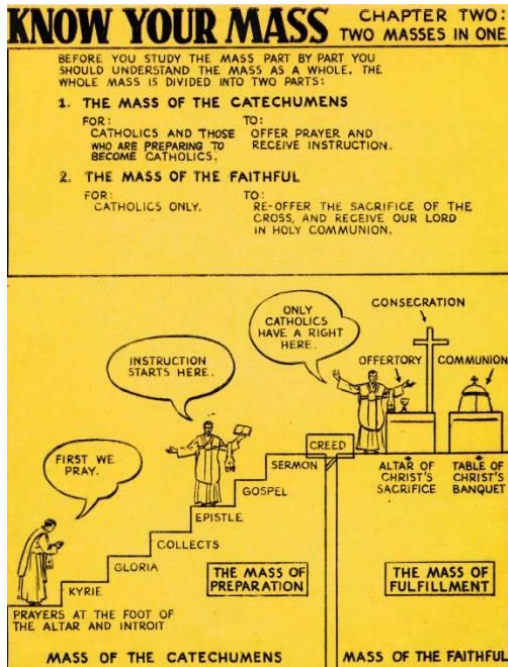 KNOW YOUR MASS
CHAPTER TWO:
TWO MASSES IN ONE
BEFORE YOU STUDY THE MASS PART BY PART YOU
SHOULD UNDERSTAND THE MASS AS A WHOLE. THE
WHOLE MASS IS DIVIDED INTO TWO PARTS:
1. THE MASS OF THE CATECHUMENS
FOR:
CATHOLICS AND THOSE
WHO ARE PREPARING TO
BECOME CATHOLICS.
TO:
OFFER PRAYER AND
RECEIVE INSTRUCTION.
2. THE MASS OF THE FAITHFUL
FOR:
CATHOLICS ONLY.
TO:
RE-OFFER THE SACRIFICE OF THE
CROSS, AND RECEIVE OUR LORD
IN HOLY COMMUNION.
FIRST WE
PRAY.
INSTRUCTION
STARTS HERE.
ONLY
CATHOLICS
HAVE A RIGHT
HERE.
CONSECRATION
OFFERTORY
COMMUNION
PRAYERS AT THE FOOT OF
THE ALTAR AND INTROIT
KYRIE
GLORIA
COLLECTS
EPISTLE
GOSPEL
SERMON
CREED
ALTAR OF
CHRIST'S
SACRIFICE
TABLE OF
CHRIST'S
BANQUET
THE MASS OF
PREPARATION
THE MASS OF
FULFILLMENT
MASS OF THE CATECHUMENS
MASS OF THE FAITHFUL